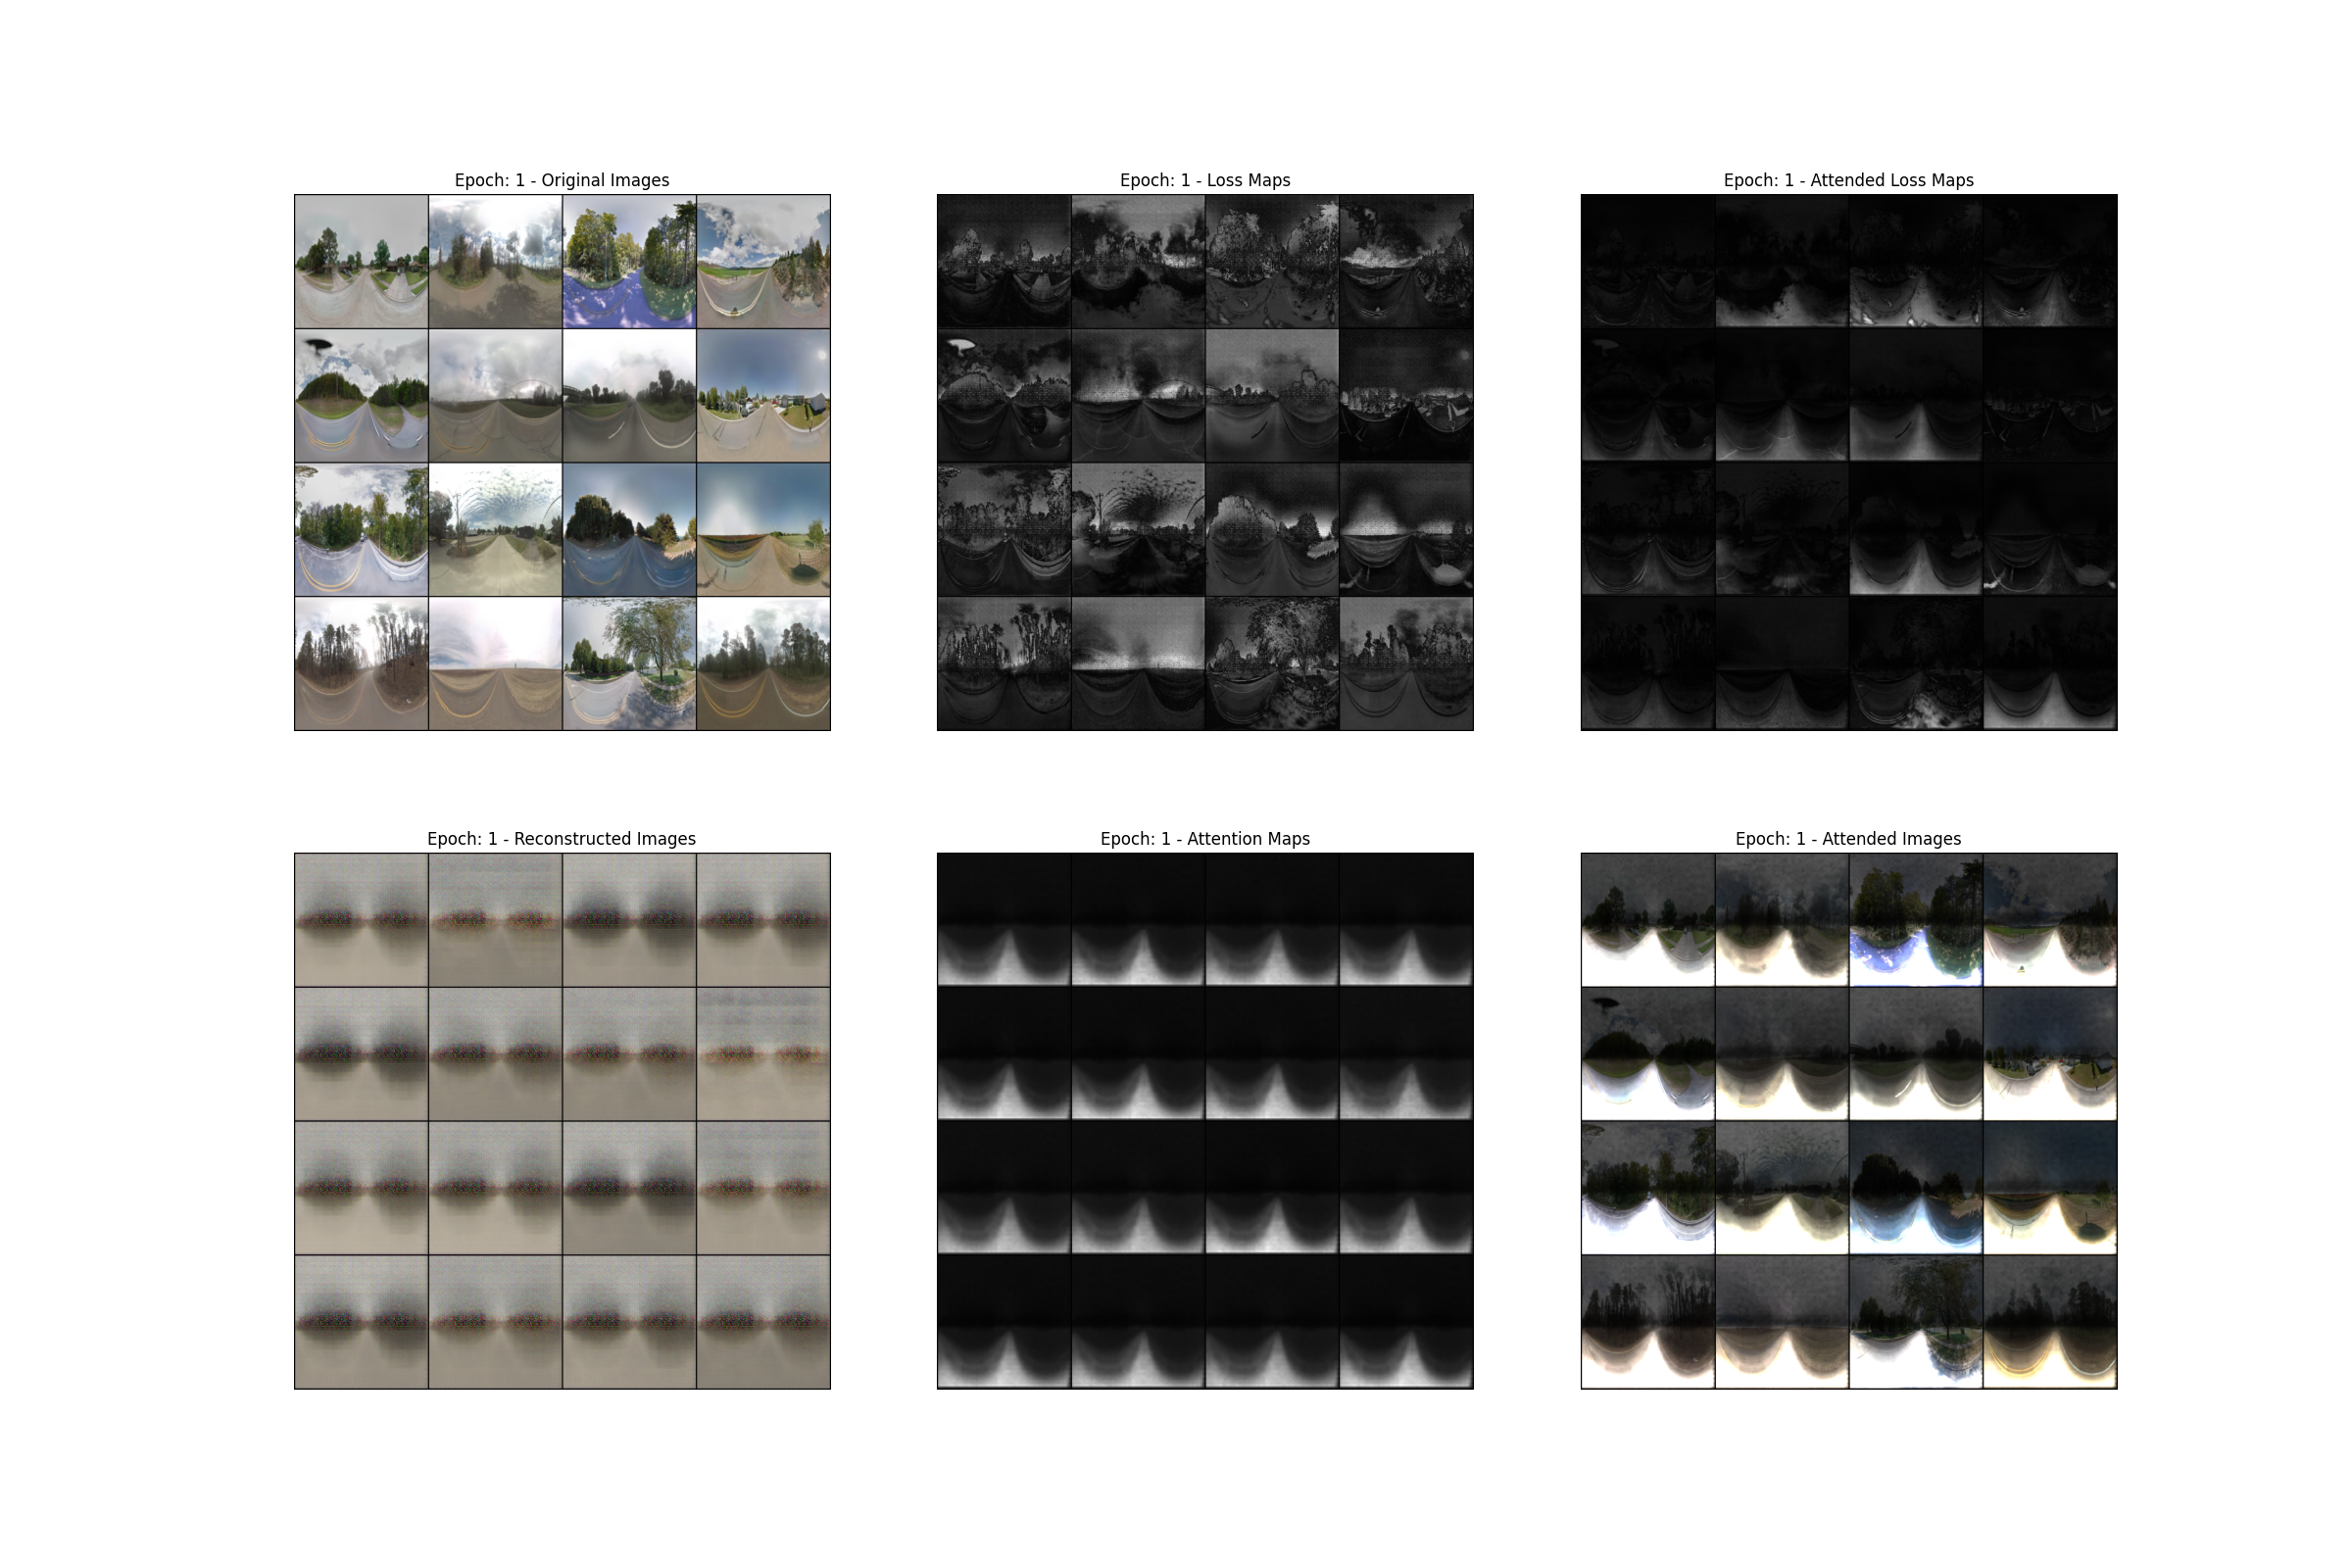 Epoch: 1 - Original Images
Epoch: 1 - Loss Maps
Epoch: 1 - Attended Loss Maps
Epoch: 1 - Reconstructed Images
Epoch: 1 - Attention Maps
Epoch: 1 - Attended Images